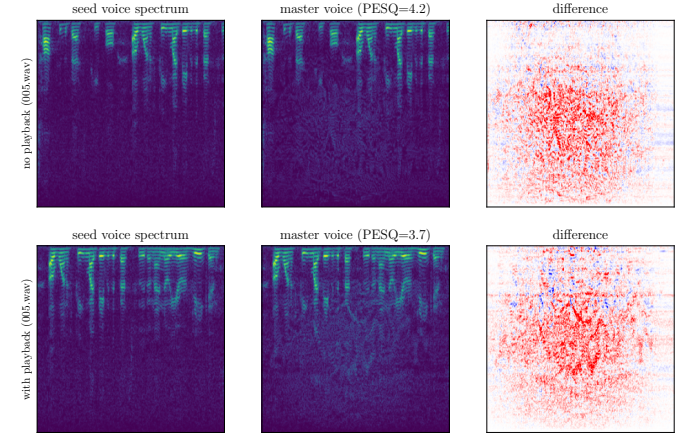 seed voice spectrum
master voice (PESQ=4.2)
difference
no playback (005.wav)
seed voice spectrum
master voice (PESQ=3.7)
difference
with playback (005.wav)